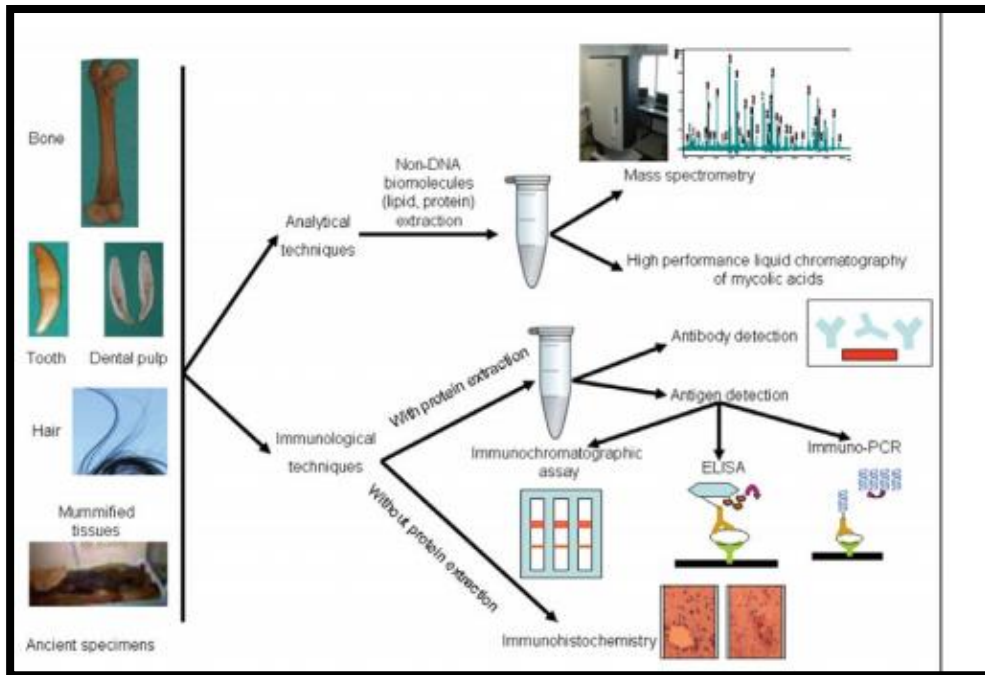 Bone
Tooth
Dental pulp
Hair
Mummified
tissues
Ancient specimens
Analytical
techniques
Non-DNA
biomolecules
(lipid, protein)
extraction
Mass spectrometry
High performance liquid chromatography
of mycolic acids
Immunological
techniques
With protein extraction
Antibody detection
Antigen detection
Immunochromatographic
assay
ELISA
Immuno-PCR
Without protein extraction
Immunohistochemistry